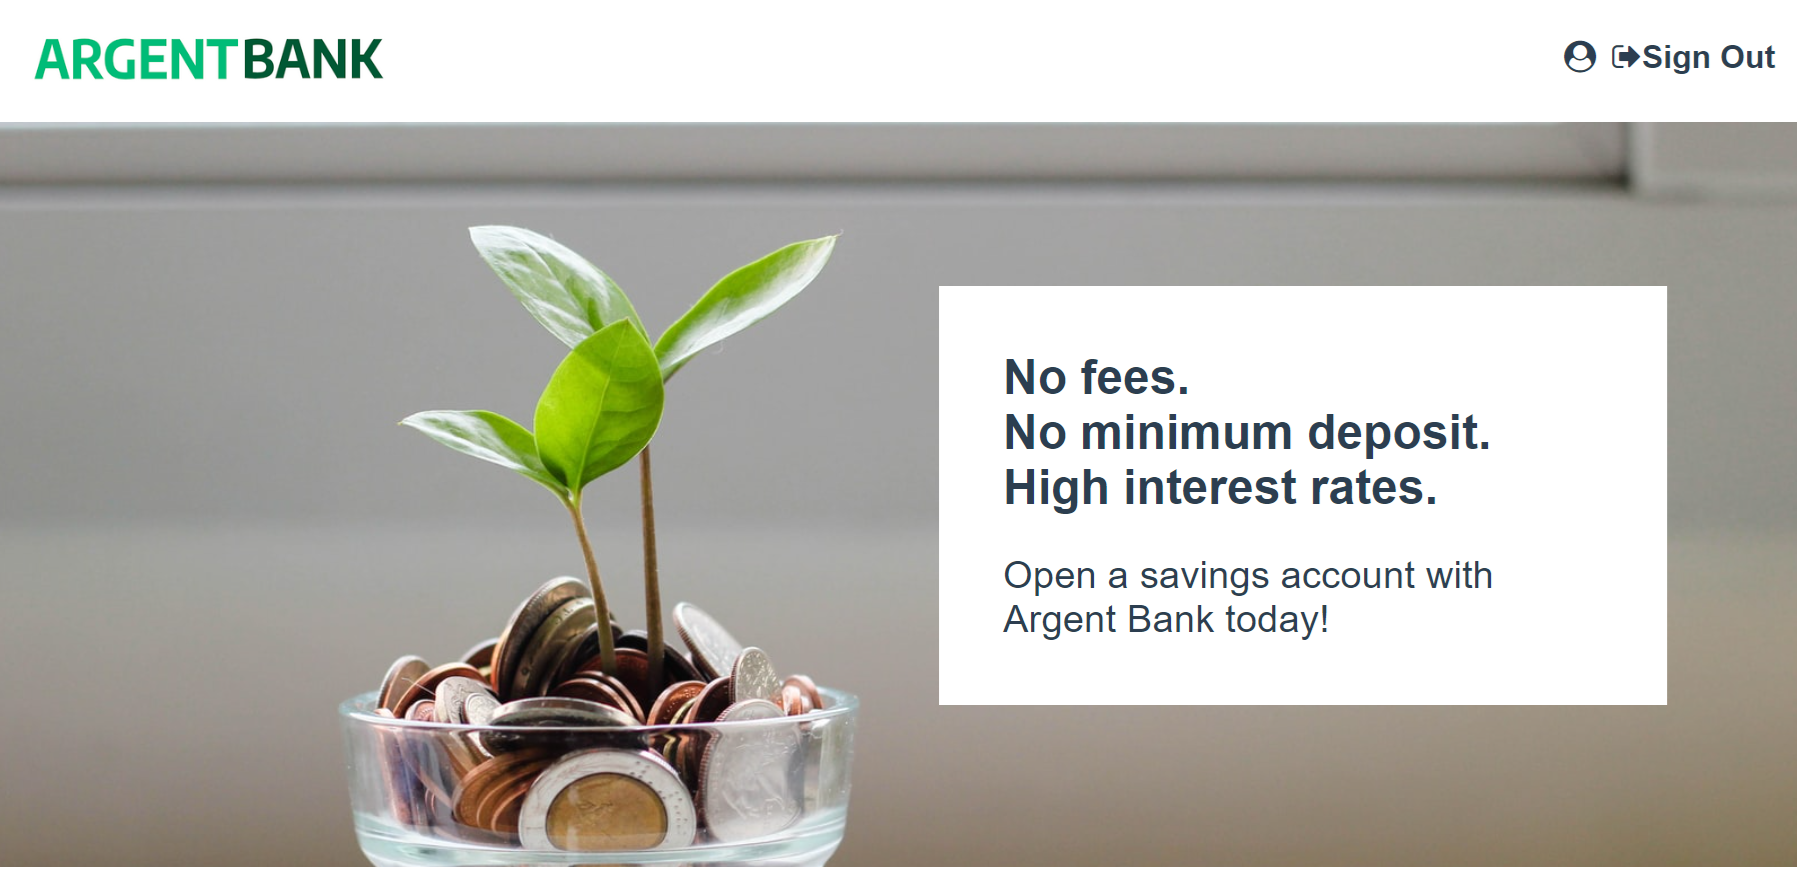 ARGENTBANK
Sign Out
No fees.
No minimum deposit.
High interest rates.
Open a savings account with
Argent Bank today!